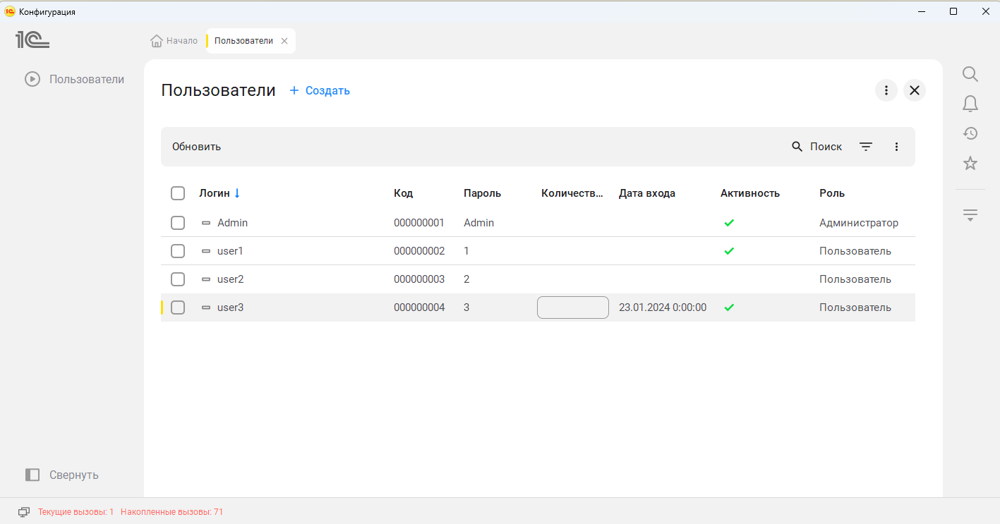 Конфигурация
1С
Начало
Пользователи
Пользователи
Пользователи + Создать
Обновить
Поиск
Логин ↓ Код Пароль Количеств... Дата входа Активность Роль
Admin 000000001 Admin Администратор
user1 000000002 1 Пользователь
user2 000000003 2 Пользователь
user3 000000004 3 23.01.2024 0:00:00 Пользователь
Свернуть
Текущие вызовы: 1 Накопленные вызовы: 71